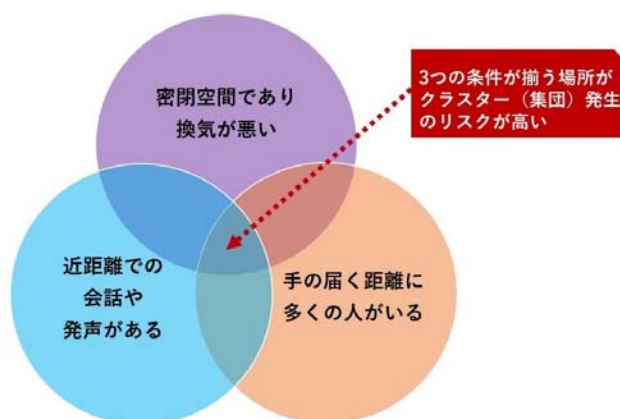 密閉空間であり
換気が悪い
3つの条件が揃う場所が
クラスター（集団）発生
のリスクが高い
近距離での
会話や
発声がある
手の届く距離に
多くの人がいる